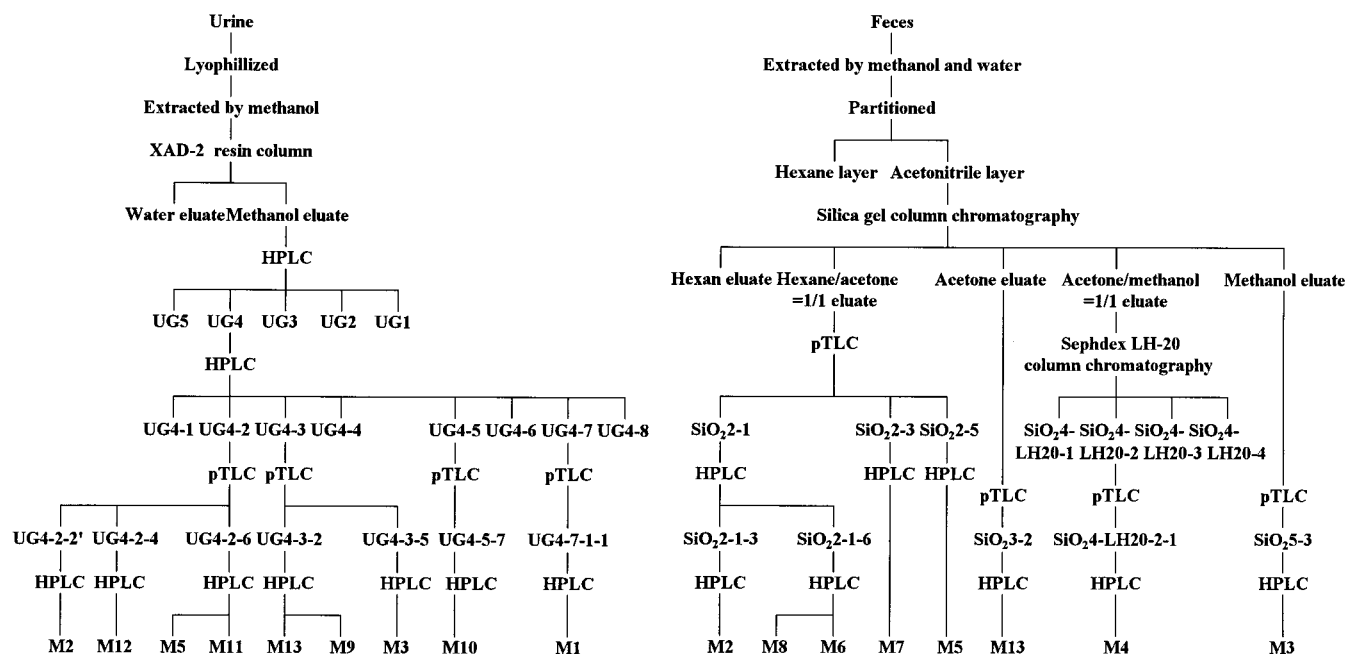 Urine
Lyophillized
Extracted by methanol
XAD-2 resin column
Water eluate Methanol eluate
HPLC
UG5 UG4 UG3 UG2 UG1
HPLC
UG4-1 UG4-2 UG4-3 UG4-4 UG4-5 UG4-6 UG4-7 UG4-8
pTLC pTLC pTLC pTLC
UG4-2-2' UG4-2-4 UG4-2-6 UG4-3-2 UG4-3-5 UG4-5-7 UG4-7-1-1
HPLC HPLC HPLC HPLC HPLC HPLC HPLC
M2 M12 M5 M11 M13 M9 M3 M10 M1
Feces
Extracted by methanol and water
Partitioned
Hexane layer Acetonitrile layer
Silica gel column chromatography
Hexan eluate Hexane/acetone Acetone eluate Acetone/methanol Methanol eluate
=1/1 eluate =1/1 eluate
pTLC Sephdex LH-20
column chromatography
SiO₂2-1 SiO₂2-3 SiO₂2-5 SiO₂4- SiO₂4- SiO₂4- SiO₂4-
LH20-1 LH20-2 LH20-3 LH20-4
HPLC HPLC HPLC
pTLC pTLC pTLC
SiO₂2-1-3 SiO₂2-1-6 SiO₂3-2 SiO₂4-LH20-2-1 SiO₂5-3
HPLC HPLC HPLC HPLC HPLC
M2 M8 M6 M7 M5 M13 M4 M3